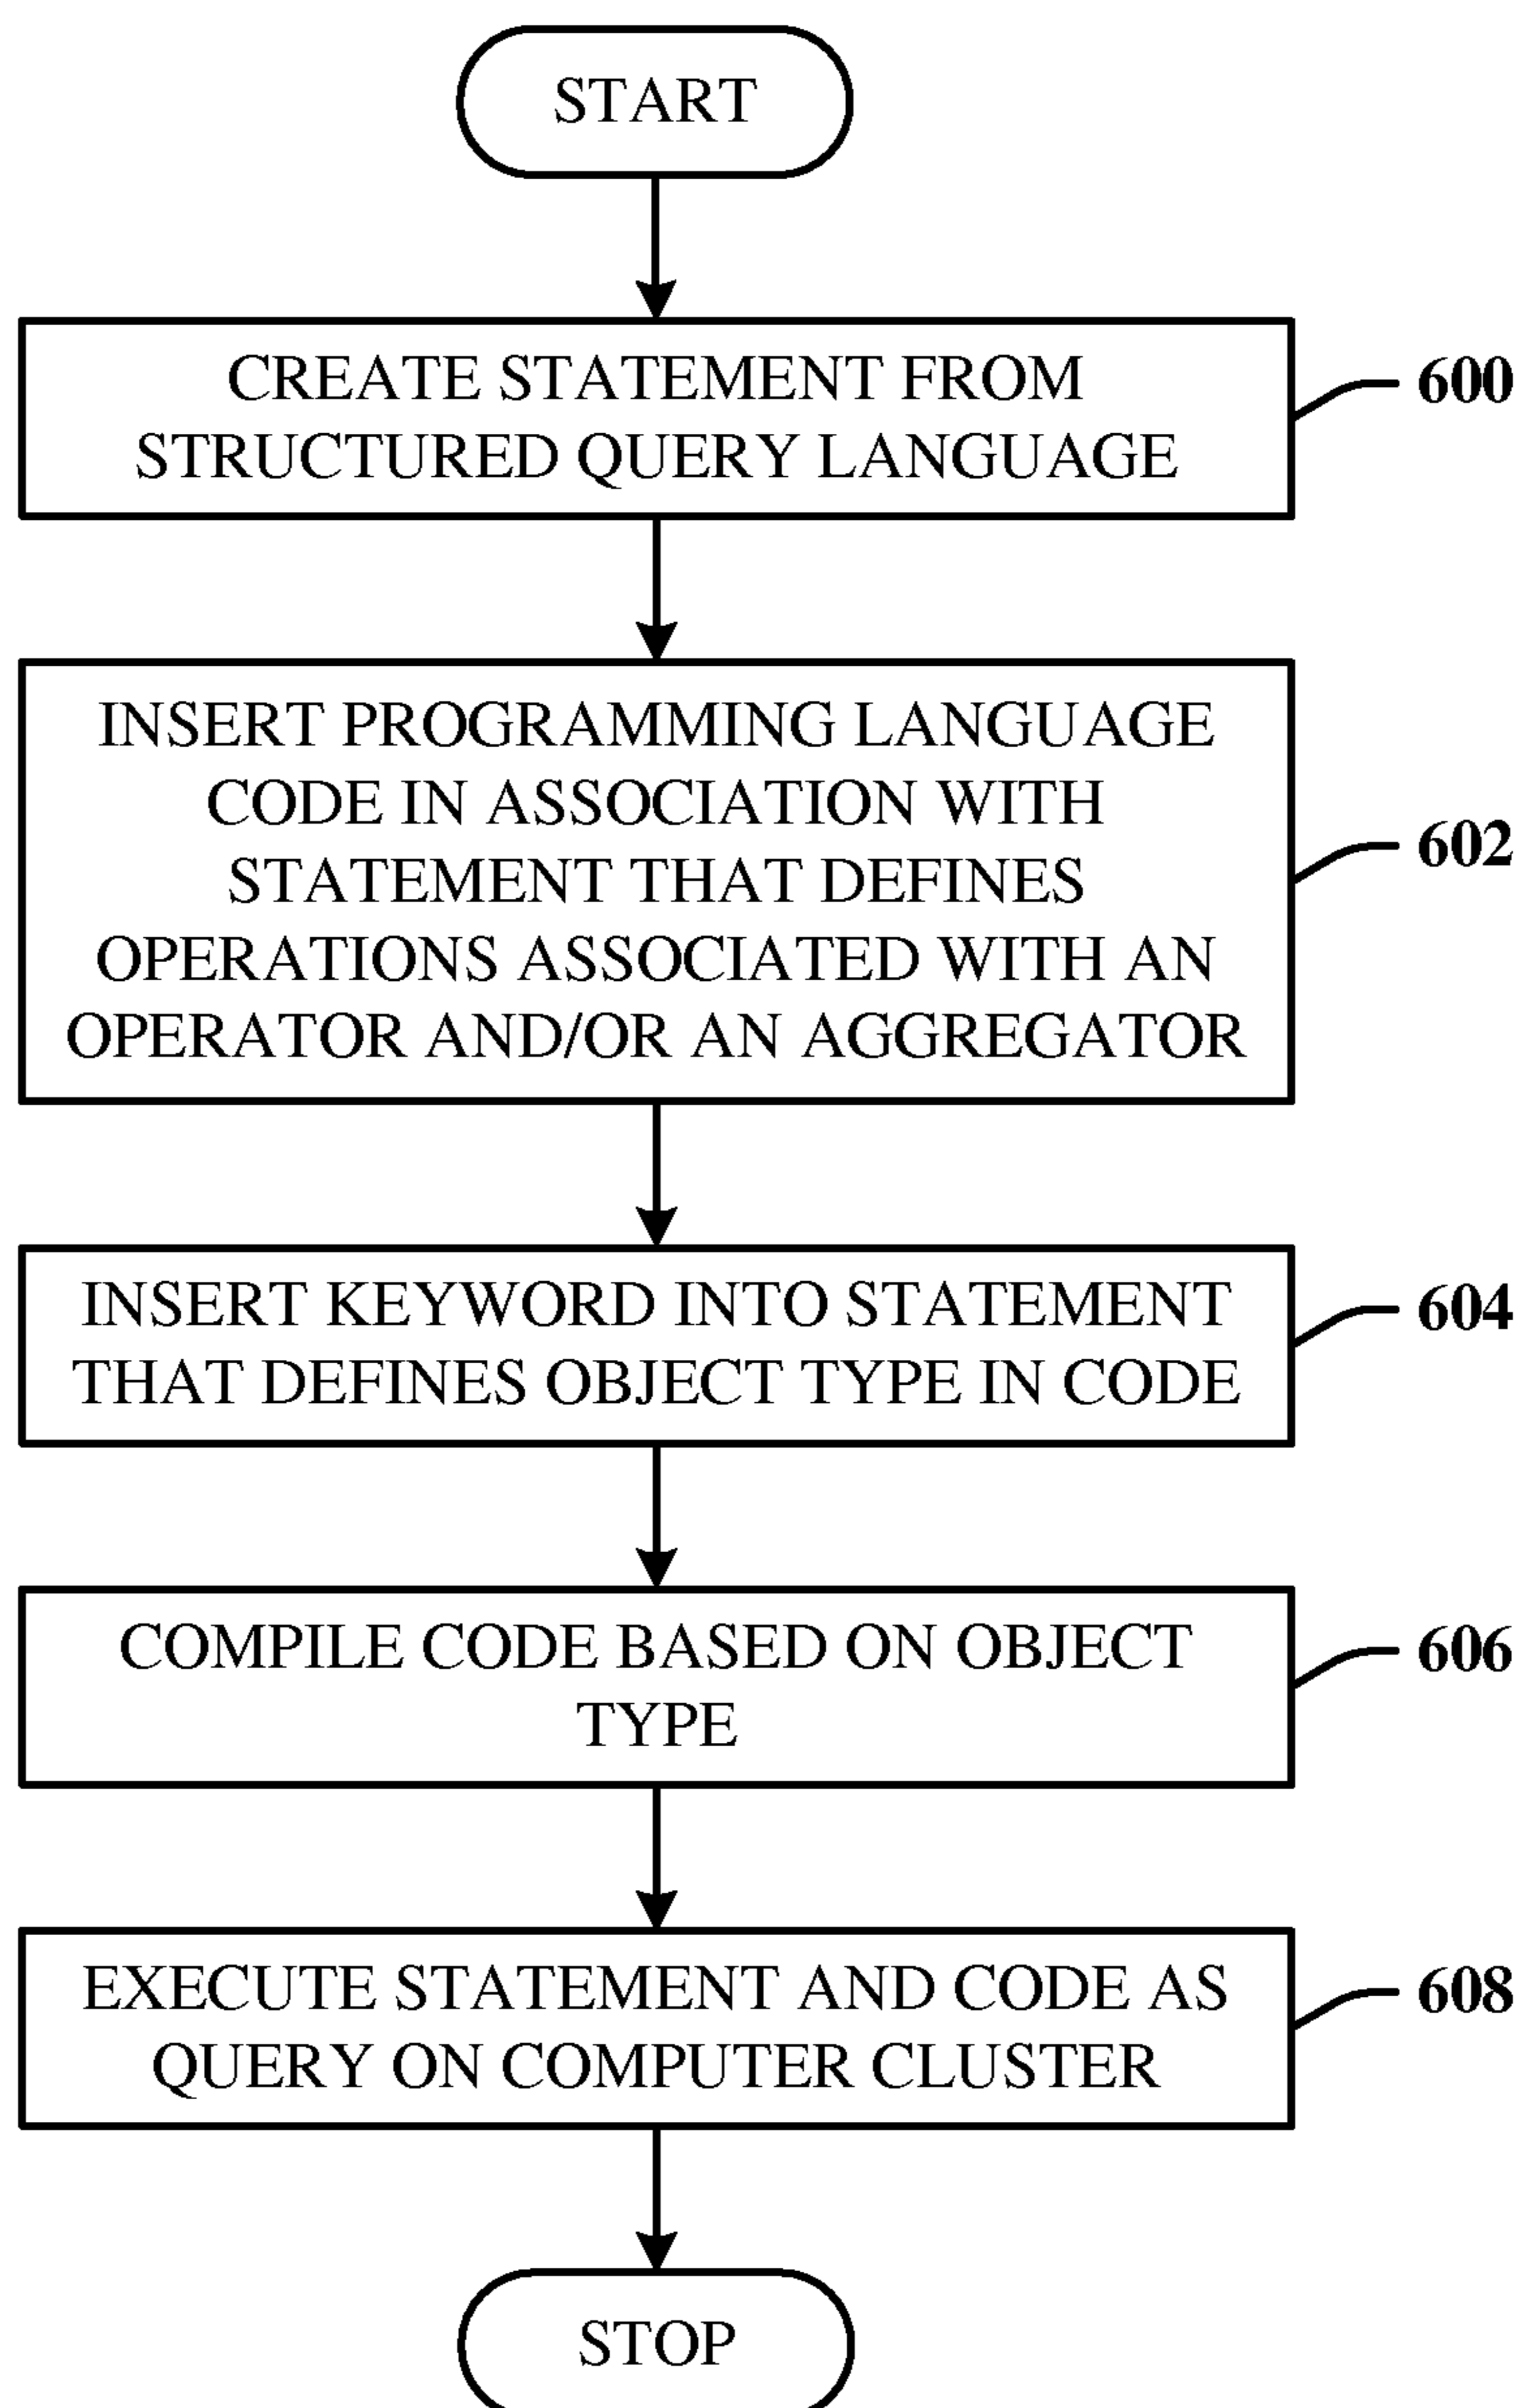 START
CREATE STATEMENT FROM
STRUCTURED QUERY LANGUAGE
600
INSERT PROGRAMMING LANGUAGE
CODE IN ASSOCIATION WITH
STATEMENT THAT DEFINES
OPERATIONS ASSOCIATED WITH AN
OPERATOR AND/OR AN AGGREGATOR
602
INSERT KEYWORD INTO STATEMENT
THAT DEFINES OBJECT TYPE IN CODE
604
COMPILE CODE BASED ON OBJECT
TYPE
606
EXECUTE STATEMENT AND CODE AS
QUERY ON COMPUTER CLUSTER
608
STOP